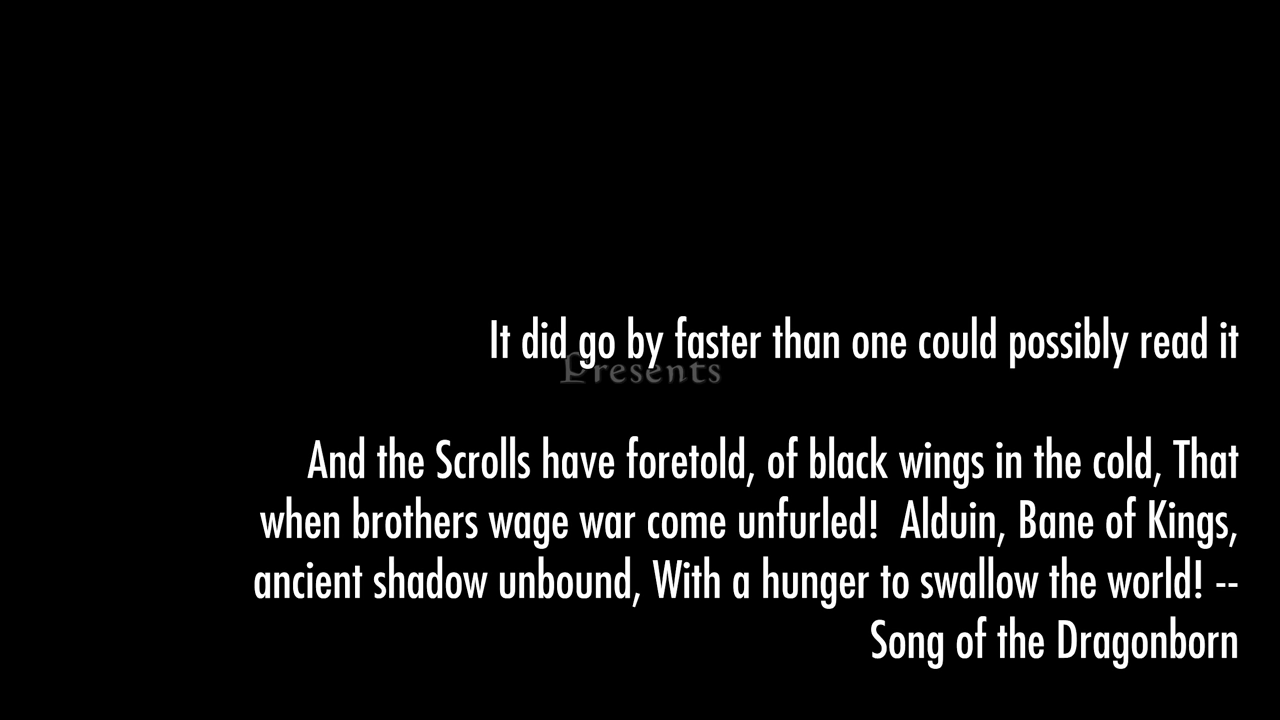 It did go by faster than one could possibly read it
Presents
And the Scrolls have foretold, of black wings in the cold, That
when brothers wage war come unfurled!  Alduin, Bane of Kings,
ancient shadow unbound, With a hunger to swallow the world! --
Song of the Dragonborn